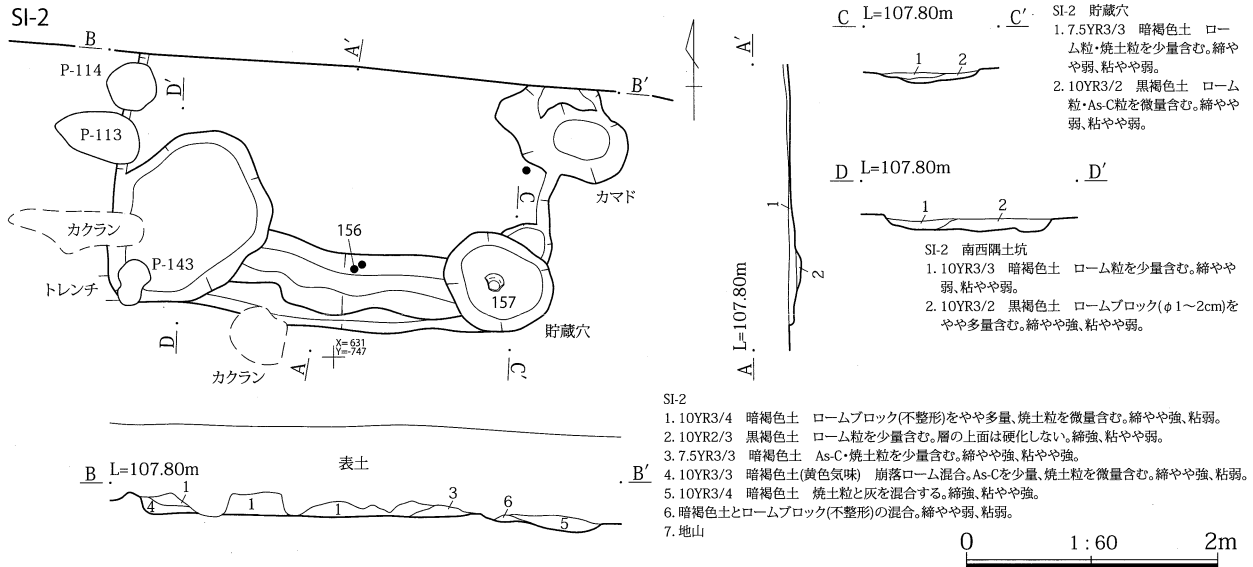 SI-2
B
A′
B′
P-114
D′
P-113
カマド
C
カクラン
156
P-143
トレンチ
157
貯蔵穴
D
X= 631
Y=-747
カクラン
A
C′
A′
1
2
L=107.80m
A
C L=107.80m C′
1 2
SI-2 貯蔵穴
1. 7.5YR3/3 暗褐色土 ロー
ム粒・焼土粒を少量含む。締や
や弱、粘やや弱。
2. 10YR3/2 黒褐色土 ローム
粒・As-C粒を微量含む。締やや
弱、粘やや弱。
D L=107.80m D′
1 2
SI-2 南西隅土坑
1. 10YR3/3 暗褐色土 ローム粒を少量含む。締やや
弱、粘やや弱。
2. 10YR3/2 黒褐色土 ロームブロック(φ1～2cm)を
やや多量含む。締やや強、粘やや弱。
表土
B L=107.80m B′
4 1 1 1 3 6 5
SI-2
1. 10YR3/4 暗褐色土 ロームブロック(不整形)をやや多量、焼土粒を微量含む。締やや強、粘弱。
2. 10YR2/3 黒褐色土 ローム粒を少量含む。層の上面は硬化しない。締強、粘やや弱。
3. 7.5YR3/3 暗褐色土 As-C・焼土粒を少量含む。締やや強、粘やや強。
4. 10YR3/3 暗褐色土(黄色気味) 崩落ローム混合。As-Cを少量、焼土粒を微量含む。締やや強、粘弱。
5. 10YR3/4 暗褐色土 焼土粒と灰を混合する。締強、粘やや強。
6. 暗褐色土とロームブロック(不整形)の混合。締やや弱、粘弱。
7. 地山
0 1：60 2m